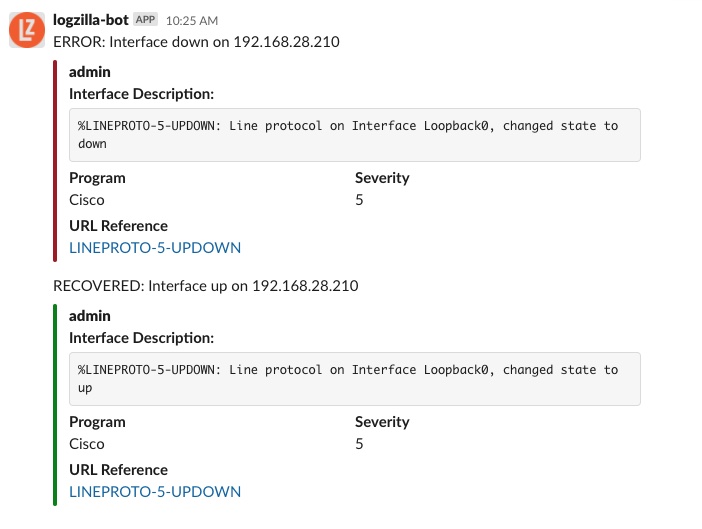 LZ
logzilla-bot APP 10:25 AM
ERROR: Interface down on 192.168.28.210
admin
Interface Description:
%LINEPROTO-5-UPDOWN: Line protocol on Interface Loopback0, changed state to
down
Program Severity
Cisco 5
URL Reference
LINEPROTO-5-UPDOWN
RECOVERED: Interface up on 192.168.28.210
admin
Interface Description:
%LINEPROTO-5-UPDOWN: Line protocol on Interface Loopback0, changed state to
up
Program Severity
Cisco 5
URL Reference
LINEPROTO-5-UPDOWN